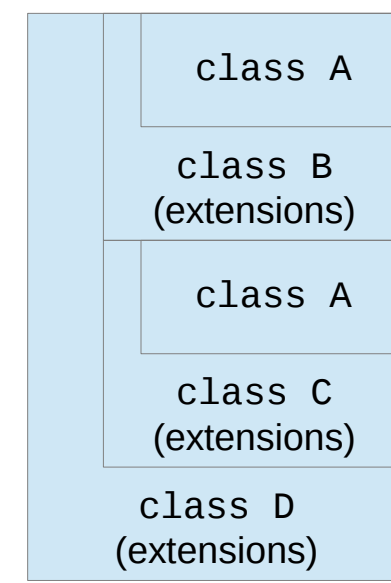 class A
class B
(extensions)
class A
class C
(extensions)
class D
(extensions)